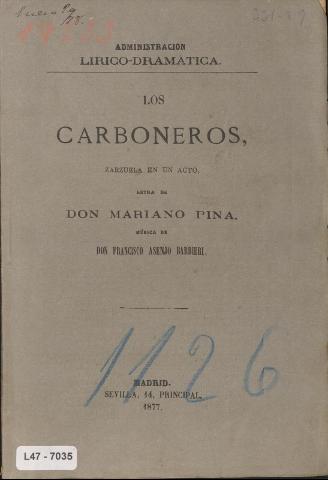 ADMINISTRACION
LIRICO-DRAMÁTICA.
LOS
CARBONEROS,
ZARZUELA EN UN ACTO,
LETRA DE
DON MARIANO PINA,
MÚSICA DE
DON FRANCISCO ASENJO BARBIERI.
1126
MADRID.
SEVILLA, 14, PRINCIPAL.
1877.
L47 - 7035